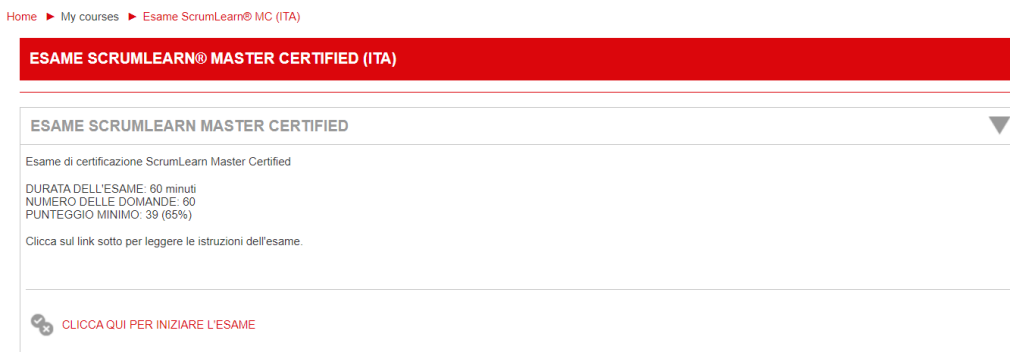 Home ► My courses ► Esame ScrumLearn® MC (ITA)
ESAME SCRUMLEARN® MASTER CERTIFIED (ITA)
ESAME SCRUMLEARN MASTER CERTIFIED
Esame di certificazione ScrumLearn Master Certified
DURATA DELL'ESAME: 60 minuti
NUMERO DELLE DOMANDE: 60
PUNTEGGIO MINIMO: 39 (65%)
Clicca sul link sotto per leggere le istruzioni dell'esame.
CLICCA QUI PER INIZIARE L'ESAME